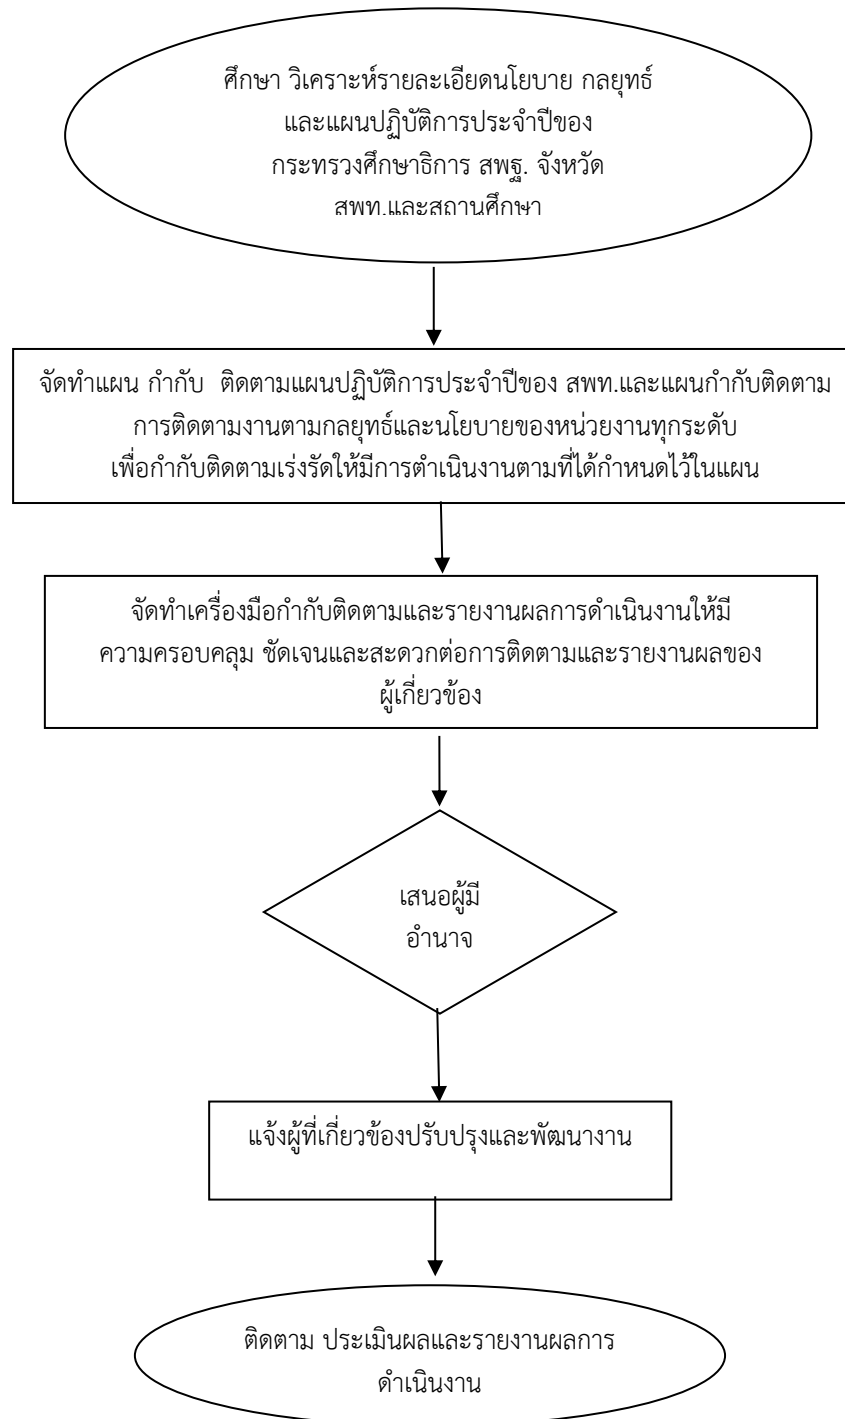 ศึกษา วิเคราะห์รายละเอียดนโยบาย กลยุทธ์
และแผนปฏิบัติการประจำปีของ
กระทรวงศึกษาธิการ สพฐ. จังหวัด
สพท.และสถานศึกษา
จัดทำแผน กำกับ  ติดตามแผนปฏิบัติการประจำปีของ สพท.และแผนกำกับติดตาม
การติดตามงานตามกลยุทธ์และนโยบายของหน่วยงานทุกระดับ
เพื่อกำกับติดตามเร่งรัดให้มีการดำเนินงานตามที่ได้กำหนดไว้ในแผน
จัดทำเครื่องมือกำกับติดตามและรายงานผลการดำเนินงานให้มี
ความครอบคลุม ชัดเจนและสะดวกต่อการติดตามและรายงานผลของ
ผู้เกี่ยวข้อง
เสนอผู้มี
อำนาจ
แจ้งผู้ที่เกี่ยวข้องปรับปรุงและพัฒนางาน
ติดตาม ประเมินผลและรายงานผลการ
ดำเนินงาน